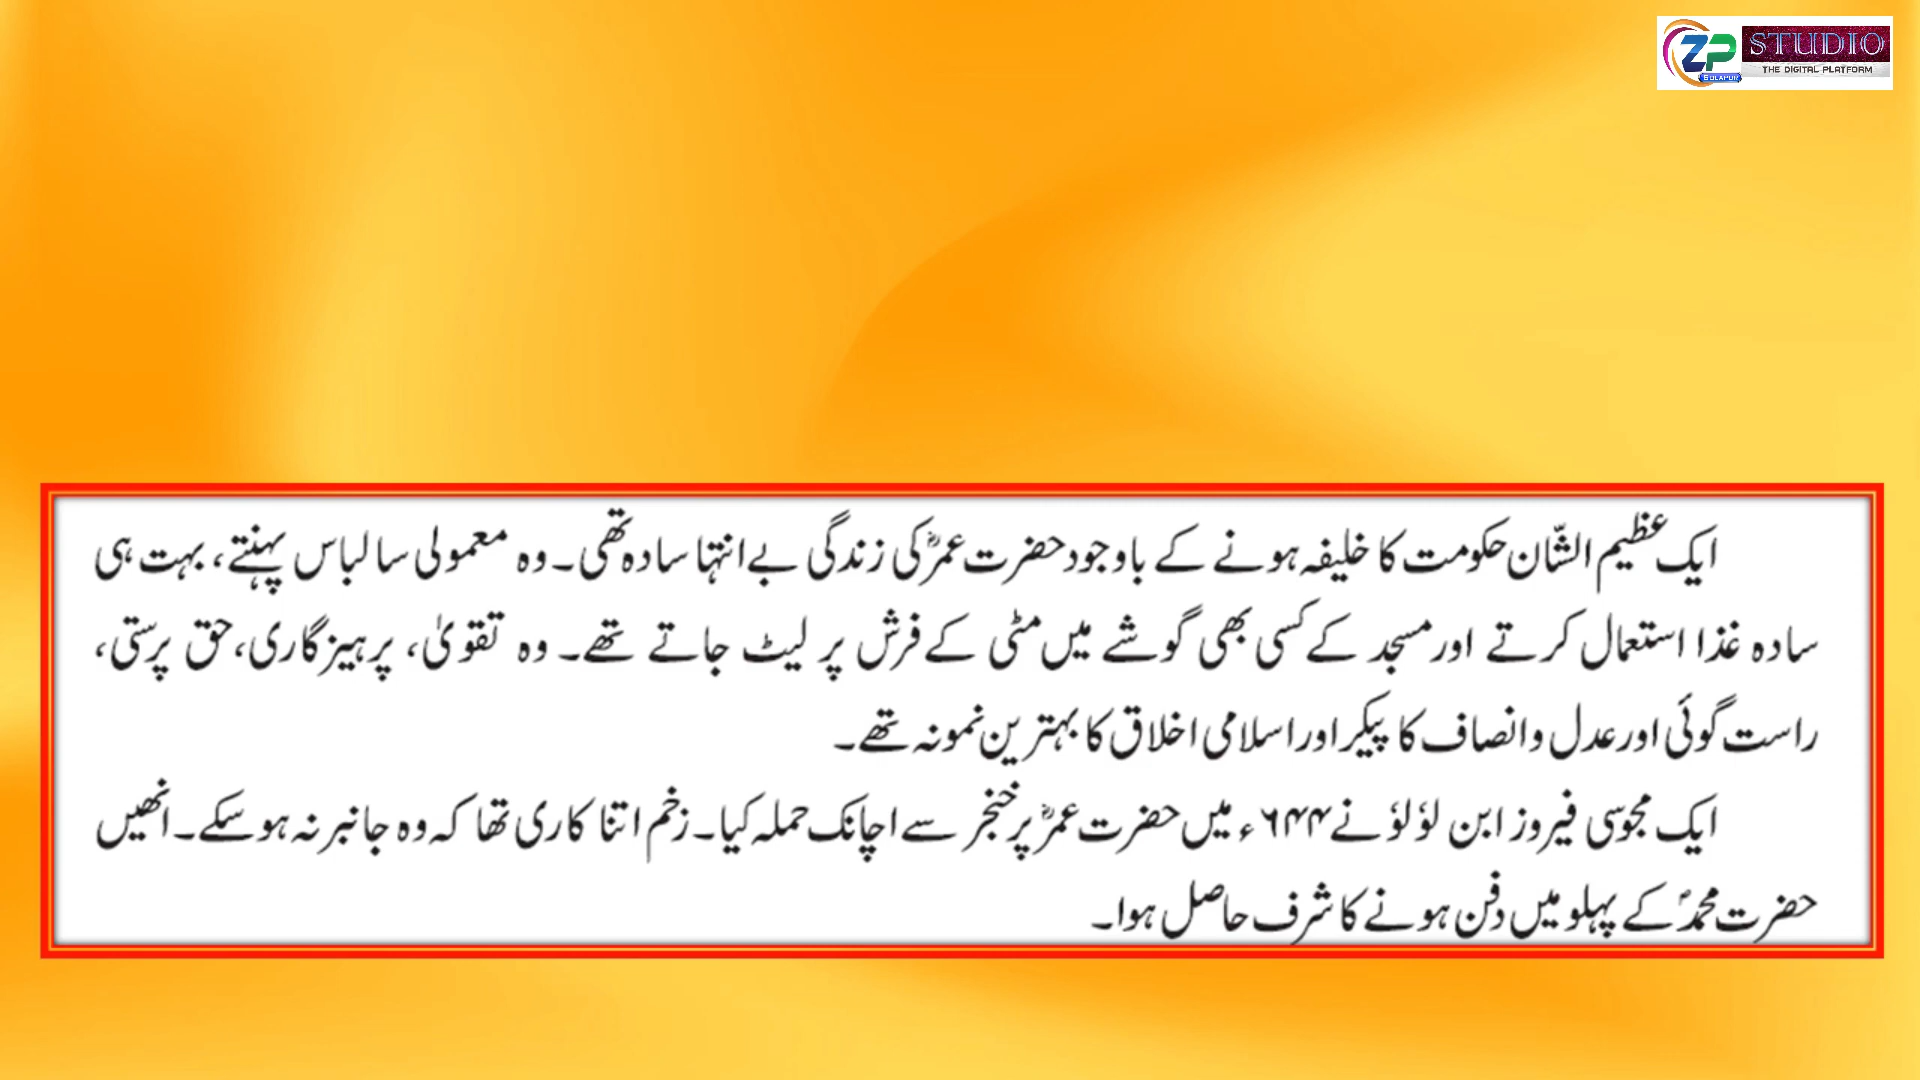 ZP
SOLAPUR
STUDIO
THE DIGITAL PLATFORM
ایک عظیم الشّان حکومت کا خلیفہ ہونے کے باوجود حضرت عمرؓ کی زندگی بے انتہا سادہ تھی۔ وہ معمولی سا لباس پہنتے، بہت ہی
سادہ غذا استعمال کرتے اور مسجد کے کسی بھی گوشے میں مٹی کے فرش پر لیٹ جاتے تھے۔ وہ تقویٰ، پرہیزگاری، حق پرستی،
راست گوئی اور عدل و انصاف کا پیکر اور اسلامی اخلاق کا بہترین نمونہ تھے۔
ایک مجوسی فیروز ابن لؤلؤ نے ۶۴۴ء میں حضرت عمرؓ پر خنجر سے اچانک حملہ کیا۔ زخم اتنا کاری تھا کہ وہ جانبر نہ ہو سکے۔ انھیں
حضرت محمدؐ کے پہلو میں دفن ہونے کا شرف حاصل ہوا۔